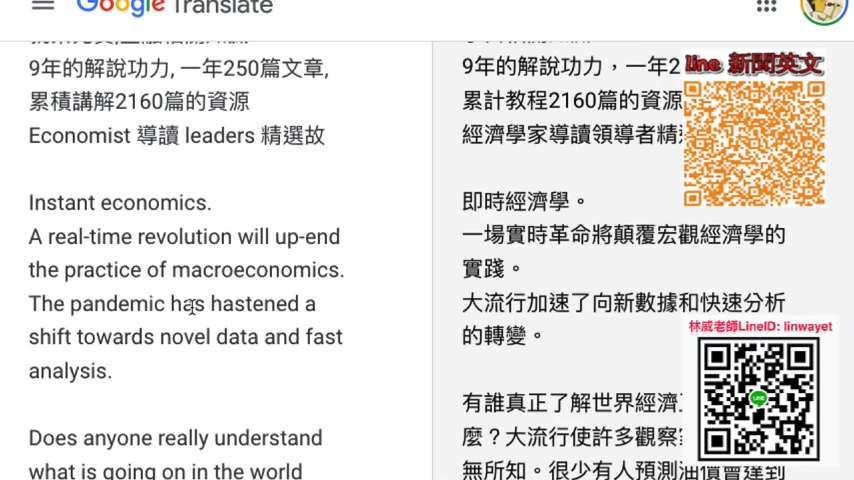 Google Translate
9年的解說功力, 一年250篇文章,
累積講解2160篇的資源
Economist 導讀 leaders 精選故
Instant economics.
A real-time revolution will up-end
the practice of macroeconomics.
The pandemic has hastened a
shift towards novel data and fast
analysis.
Does anyone really understand
what is going on in the world
9年的解說功力，一年2
累計教程2160篇的資源
經濟學家導讀領導者精
即時經濟學。
一場實時革命將顛覆宏觀經濟學的
實踐。
大流行加速了向新數據和快速分析
的轉變。
有誰真正了解世界經濟
麼？大流行使許多觀察
無所知。很少有人預測油價會達到
line 新聞英文
林威老師LineID: linwayet
LINE